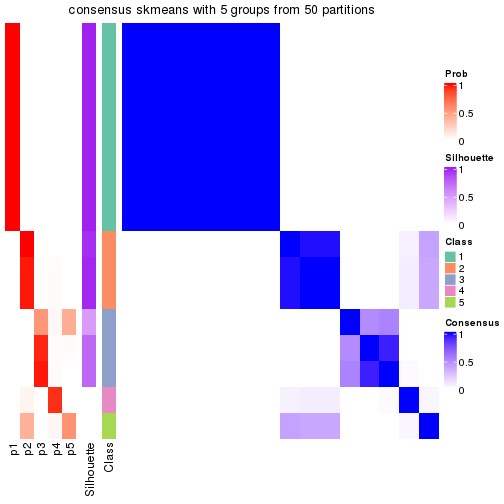 consensus skmeans with 5 groups from 50 partitions
Prob
1
0.5
0
Silhouette
1
0.5
0
Class
1
2
3
4
5
Consensus
1
0.5
0
p1
p2
p3
p4
p5
Silhouette
Class